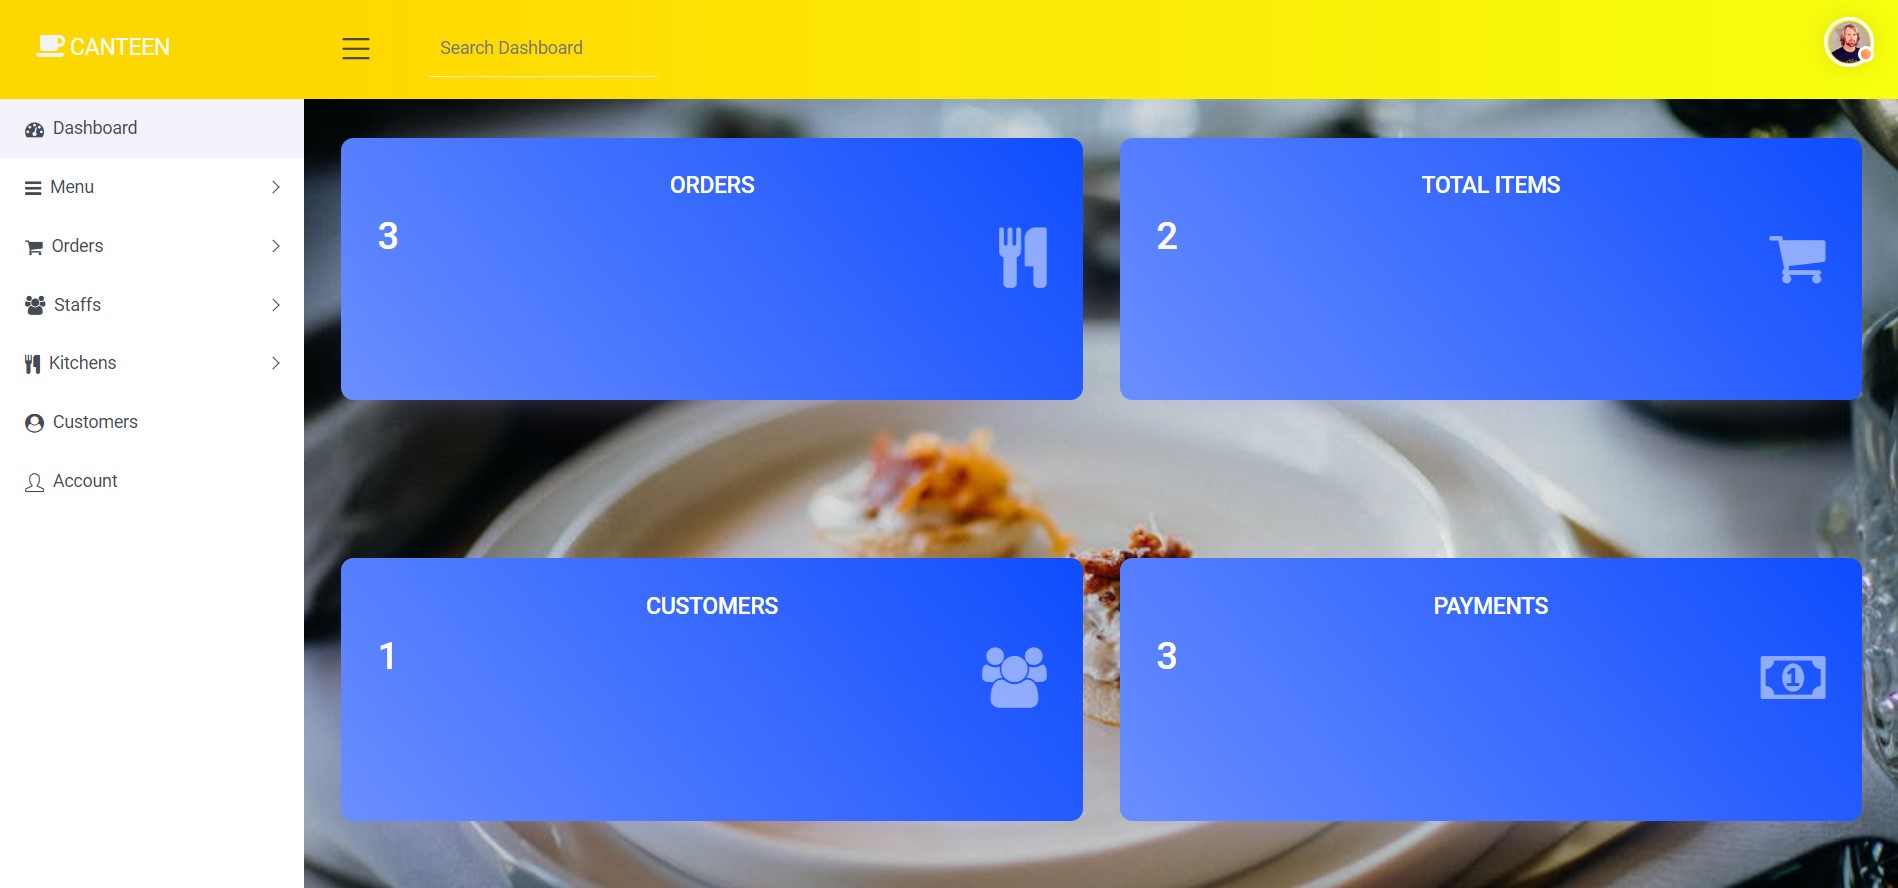 CANTEEN
Search Dashboard
Dashboard
Menu
Orders
Staffs
Kitchens
Customers
Account
ORDERS
3
TOTAL ITEMS
2
CUSTOMERS
1
PAYMENTS
3
1